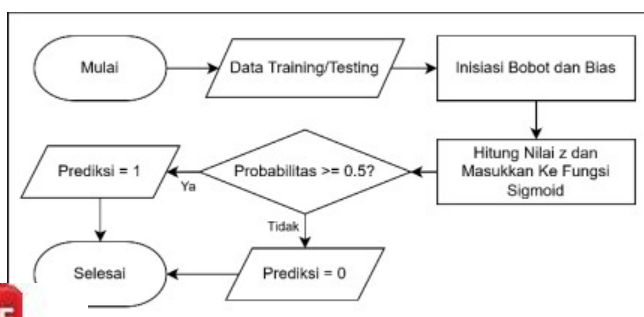 Mulai
Data Training/Testing
Inisiasi Bobot dan Bias
Hitung Nilai z dan
Masukkan Ke Fungsi
Sigmoid
Probabilitas >= 0.5?
Ya
Prediksi = 1
Tidak
Prediksi = 0
Selesai